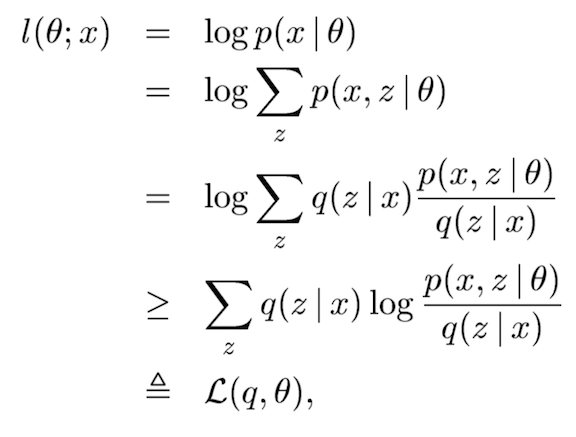 l(θ; x) = log p(x | θ)
= log ∑_z p(x, z | θ)
= log ∑_z q(z | x) p(x, z | θ) / q(z | x)
≥ ∑_z q(z | x) log p(x, z | θ) / q(z | x)
≜ ℒ(q, θ),